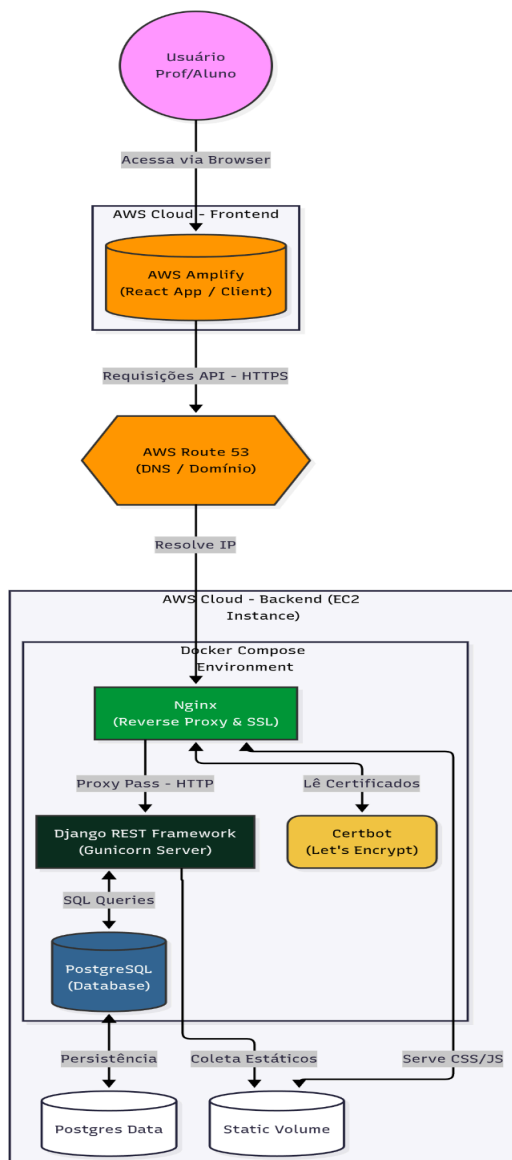 Usuário
Prof/Aluno
Acessa via Browser
AWS Cloud - Frontend
AWS Amplify
(React App / Client)
Requisições API - HTTPS
AWS Route 53
(DNS / Domínio)
Resolve IP
AWS Cloud - Backend (EC2
Instance)
Docker Compose
Environment
Nginx
(Reverse Proxy & SSL)
Proxy Pass - HTTP
Lê Certificados
Django REST Framework
(Gunicorn Server)
Certbot
(Let's Encrypt)
SQL Queries
PostgreSQL
(Database)
Persistência
Coleta Estáticos
Serve CSS/JS
Postgres Data
Static Volume